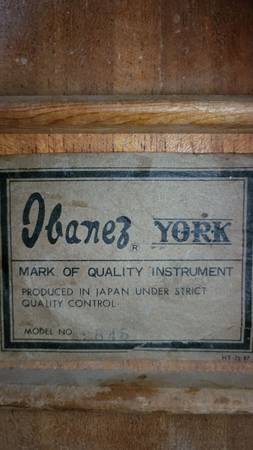 Ibanez YORK
R
MARK OF QUALITY INSTRUMENT
PRODUCED IN JAPAN UNDER STRICT
QUALITY CONTROL·
MODEL NO.